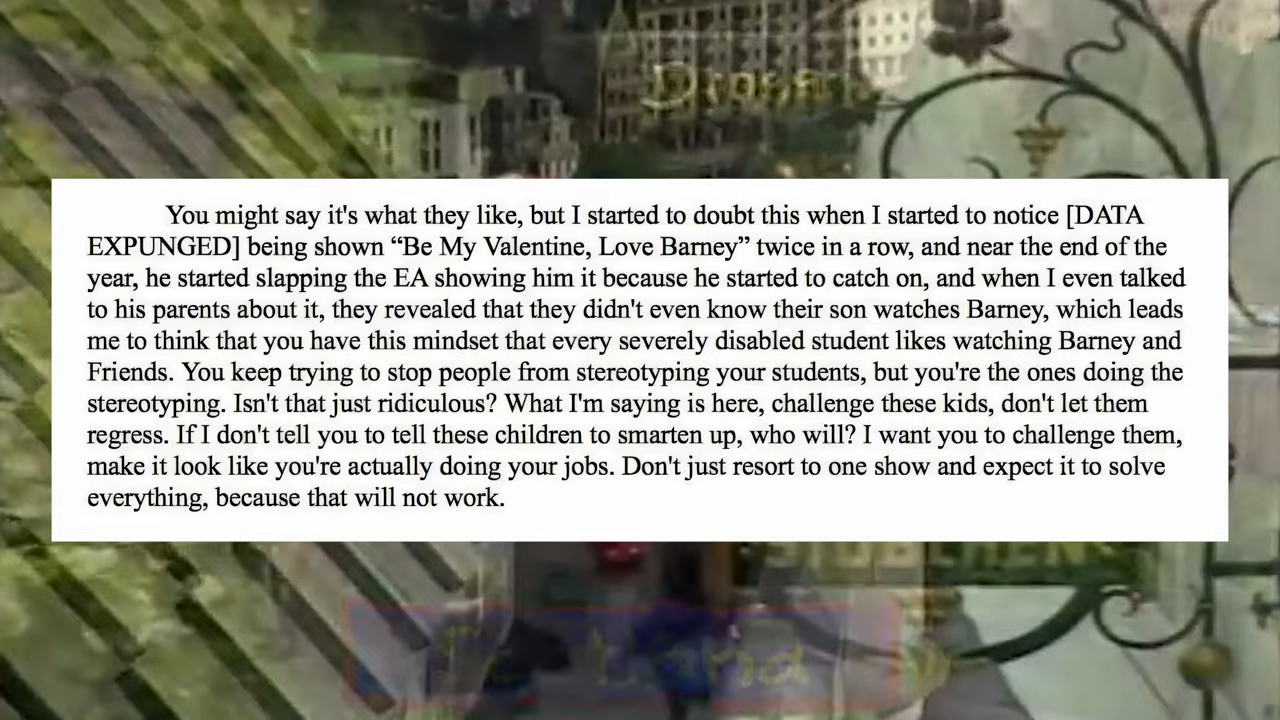 You might say it's what they like, but I started to doubt this when I started to notice [DATA
EXPUNGED] being shown “Be My Valentine, Love Barney” twice in a row, and near the end of the
year, he started slapping the EA showing him it because he started to catch on, and when I even talked
to his parents about it, they revealed that they didn't even know their son watches Barney, which leads
me to think that you have this mindset that every severely disabled student likes watching Barney and
Friends. You keep trying to stop people from stereotyping your students, but you're the ones doing the
stereotyping. Isn't that just ridiculous? What I'm saying is here, challenge these kids, don't let them
regress. If I don't tell you to tell these children to smarten up, who will? I want you to challenge them,
make it look like you're actually doing your jobs. Don't just resort to one show and expect it to solve
everything, because that will not work.